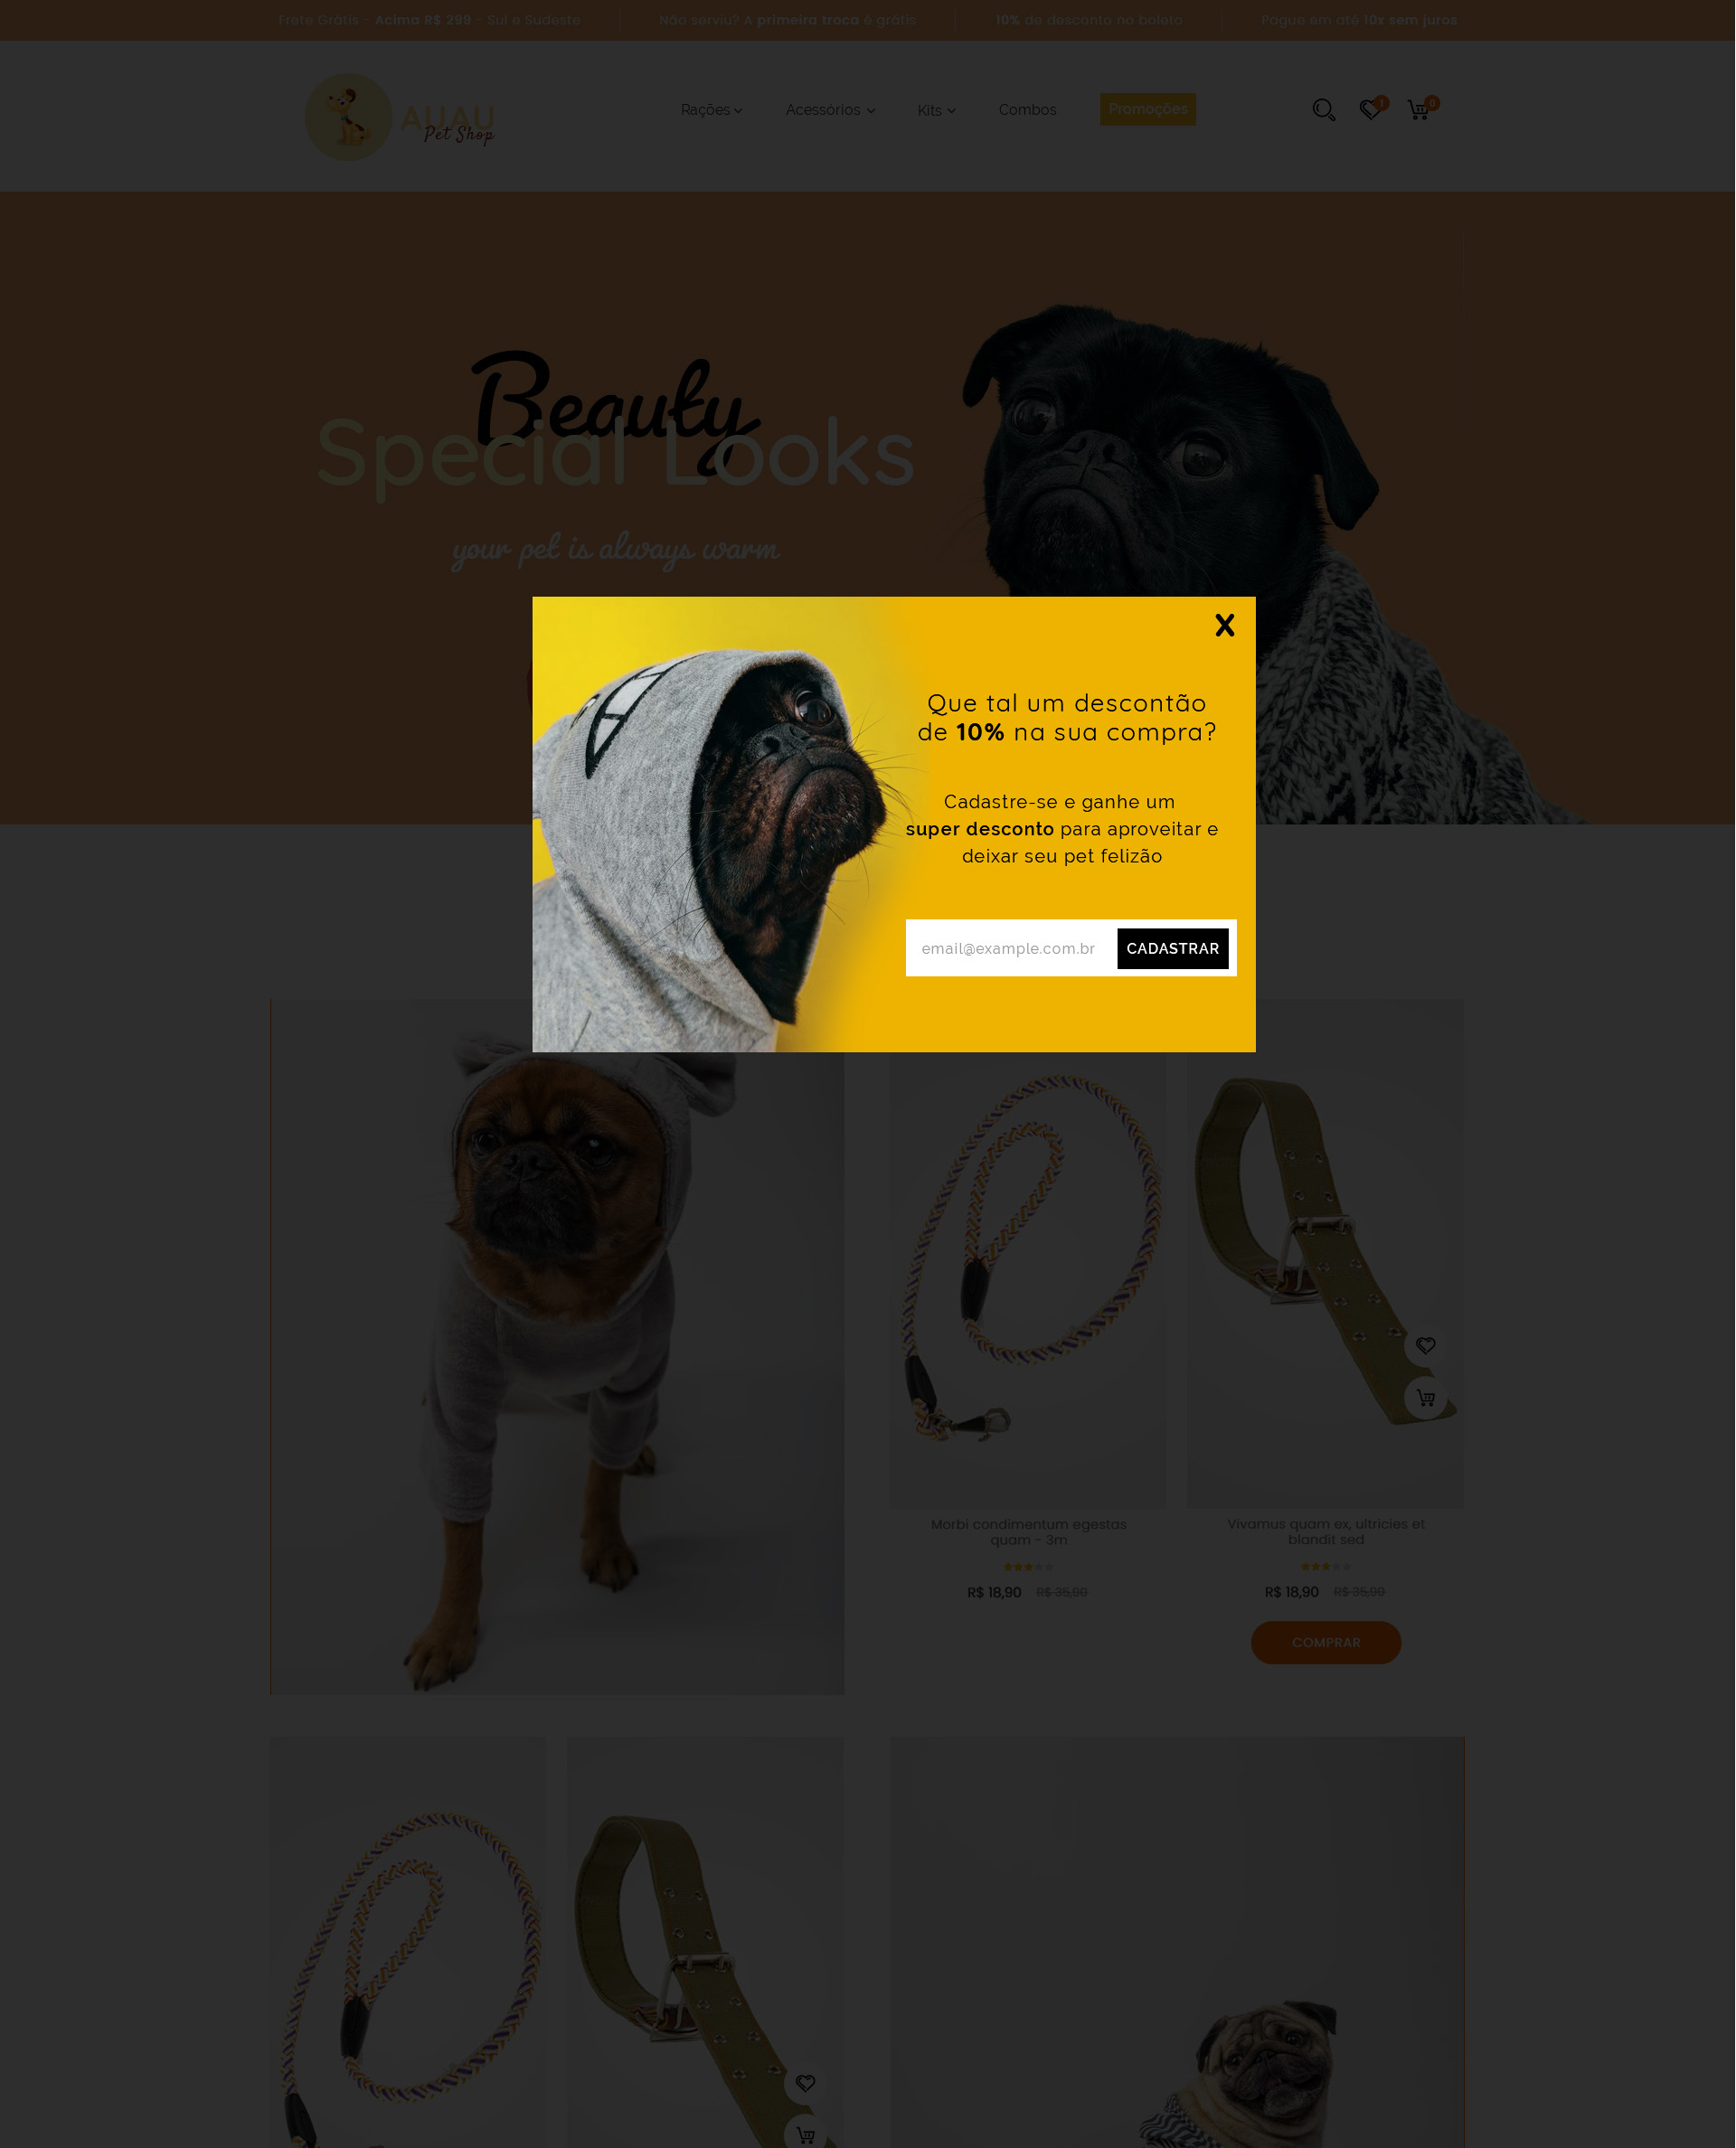 Frete Grátis - Acima R$ 299 - Sul e Sudeste
Não serviu? A primeira troca é grátis
10% de desconto no boleto
Pague em até 10x sem juros
AUAU
Pet Shop
Rações
Acessórios
Kits
Combos
Promoções
1
0
Beauty
Special Looks
your pet is always warm
X
Que tal um descontão
de 10% na sua compra?
Cadastre-se e ganhe um
super desconto para aproveitar e
deixar seu pet felizão
email@example.com.br
CADASTRAR
Morbi condimentum egestas
quam - 3m
R$ 18,90 R$ 35,90
Vivamus quam ex, ultricies et
blandit sed
R$ 18,90 R$ 35,90
COMPRAR